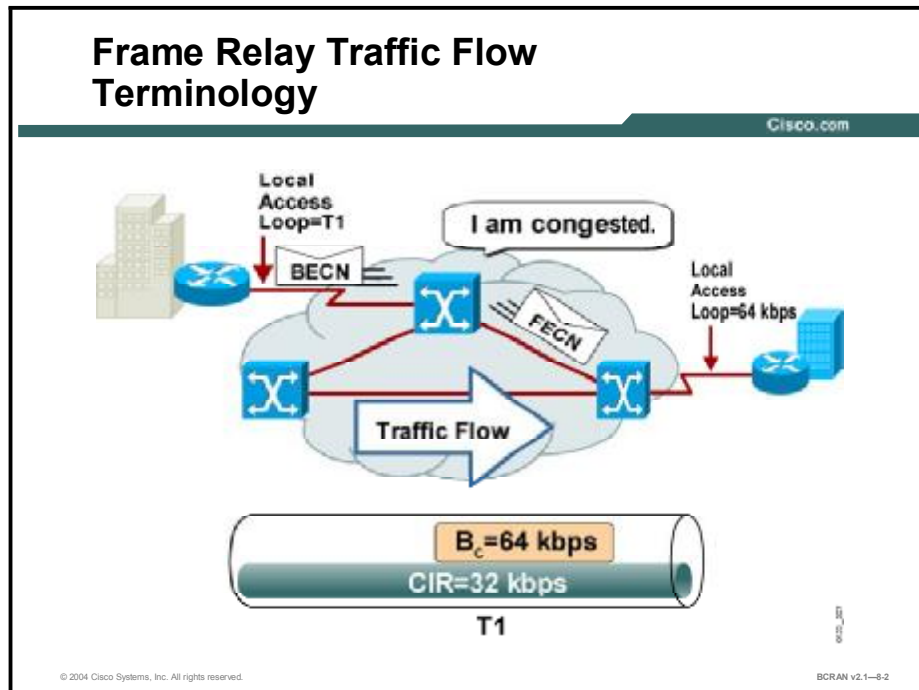 Frame Relay Traffic Flow
Terminology
Cisco.com
Local
Access
Loop=T1
I am congested.
BECN
FECN
Local
Access
Loop=64 kbps
Traffic Flow
Bc=64 kbps
CIR=32 kbps
T1
© 2004 Cisco Systems, Inc. All rights reserved.
BCRAN v2.1—8-2